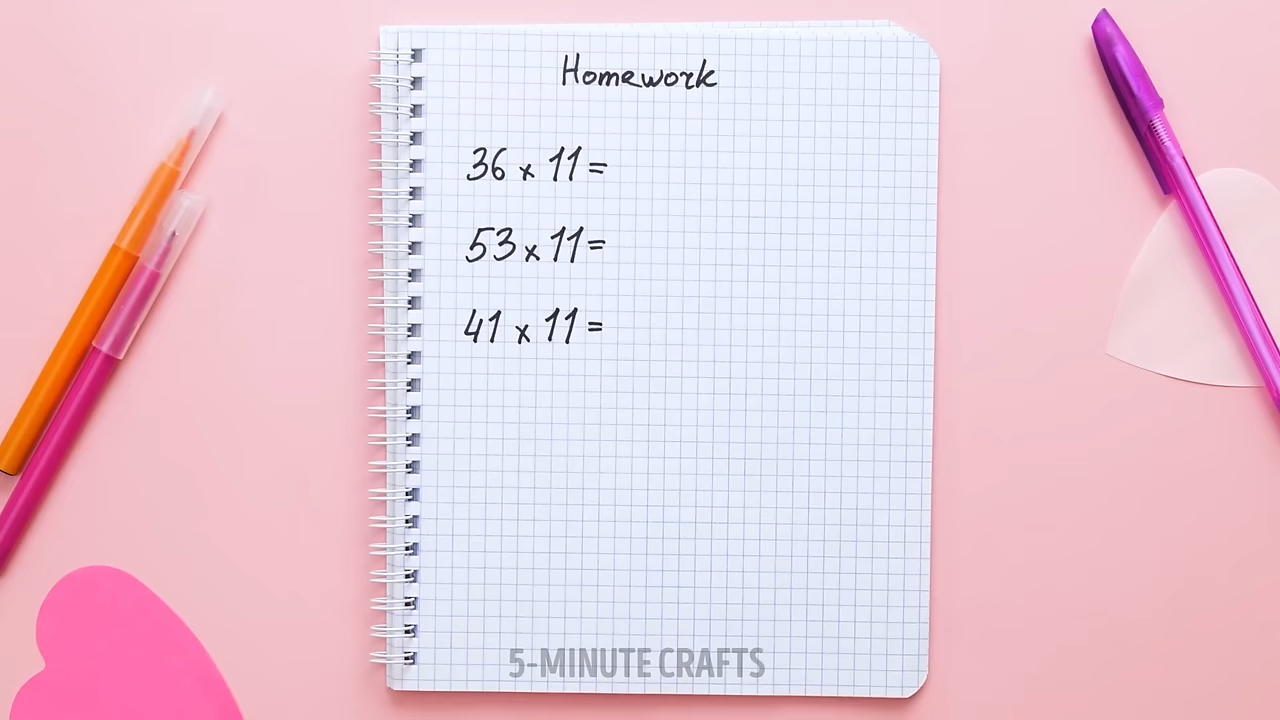 Homework
36 x 11 =
53 x 11 =
41 x 11 =
5-MINUTE CRAFTS